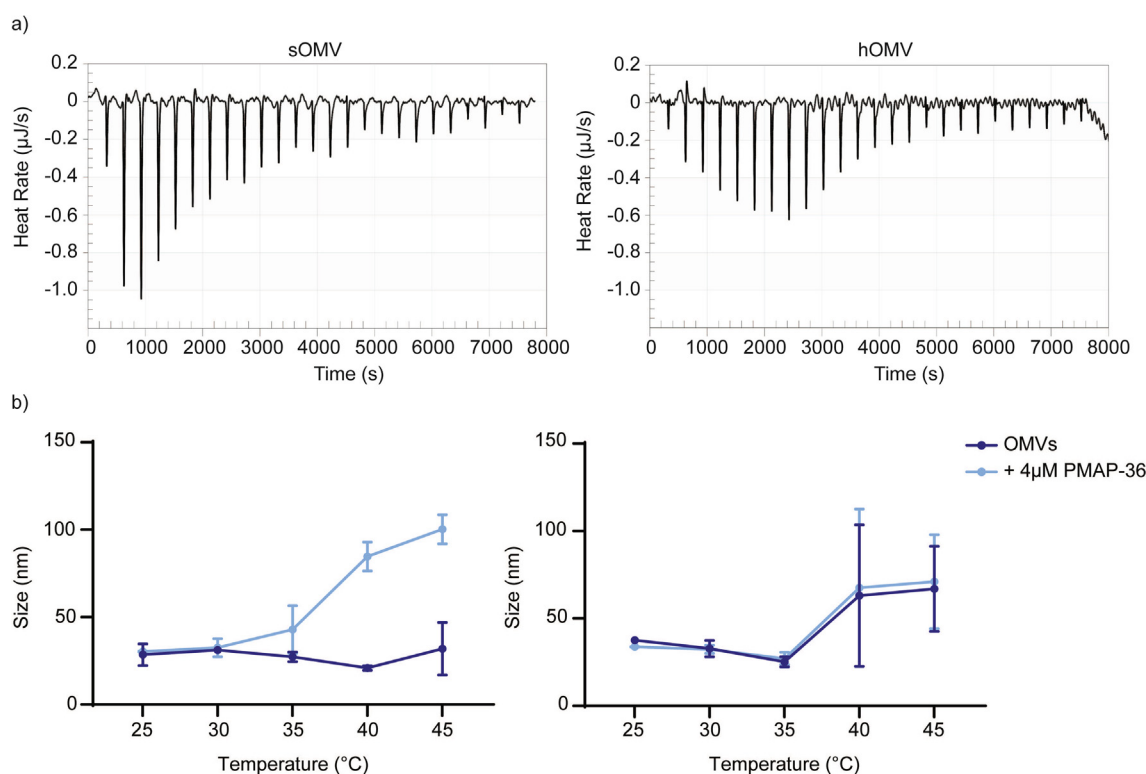 a)
sOMV
hOMV
0.2
0
-0.2
-0.4
-0.6
-0.8
-1.0
Heat Rate (µJ/s)
0 1000 2000 3000 4000 5000 6000 7000 8000
Time (s)
0.2
0
-0.2
-0.4
-0.6
-0.8
-1.0
Heat Rate (µJ/s)
0 1000 2000 3000 4000 5000 6000 7000 8000
Time (s)
b)
150
100
50
0
Size (nm)
25 30 35 40 45
Temperature (°C)
150
100
50
0
Size (nm)
25 30 35 40 45
Temperature (°C)
OMVs
+ 4µM PMAP-36